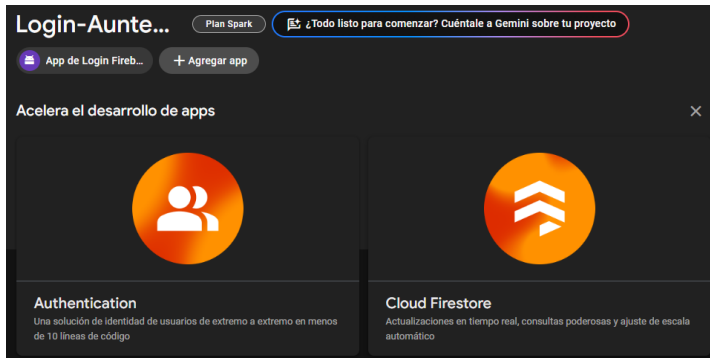 Login-Aunte...
Plan Spark
¿Todo listo para comenzar? Cuéntale a Gemini sobre tu proyecto
App de Login Fireb...
+ Agregar app
Acelera el desarrollo de apps
Authentication
Una solución de identidad de usuarios de extremo a extremo en menos
de 10 líneas de código
Cloud Firestore
Actualizaciones en tiempo real, consultas poderosas y ajuste de escala
automático